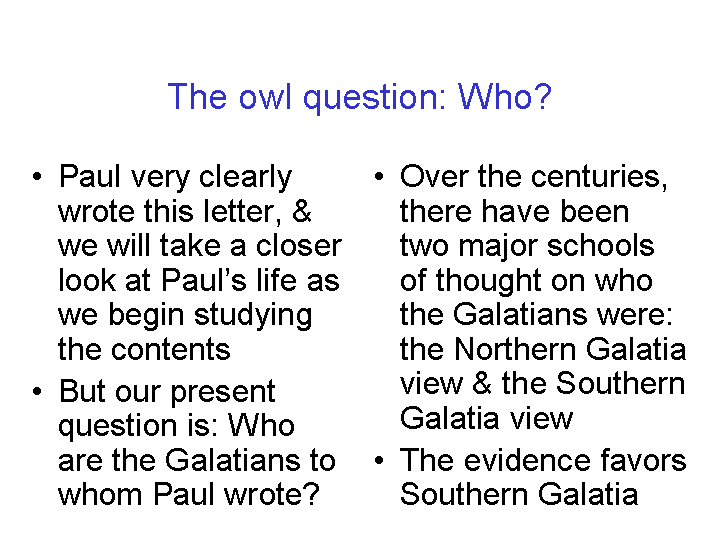 The owl question: Who?
• Paul very clearly
wrote this letter, &
we will take a closer
look at Paul’s life as
we begin studying
the contents
• But our present
question is: Who
are the Galatians to
whom Paul wrote?
• Over the centuries,
there have been
two major schools
of thought on who
the Galatians were:
the Northern Galatia
view & the Southern
Galatia view
• The evidence favors
Southern Galatia